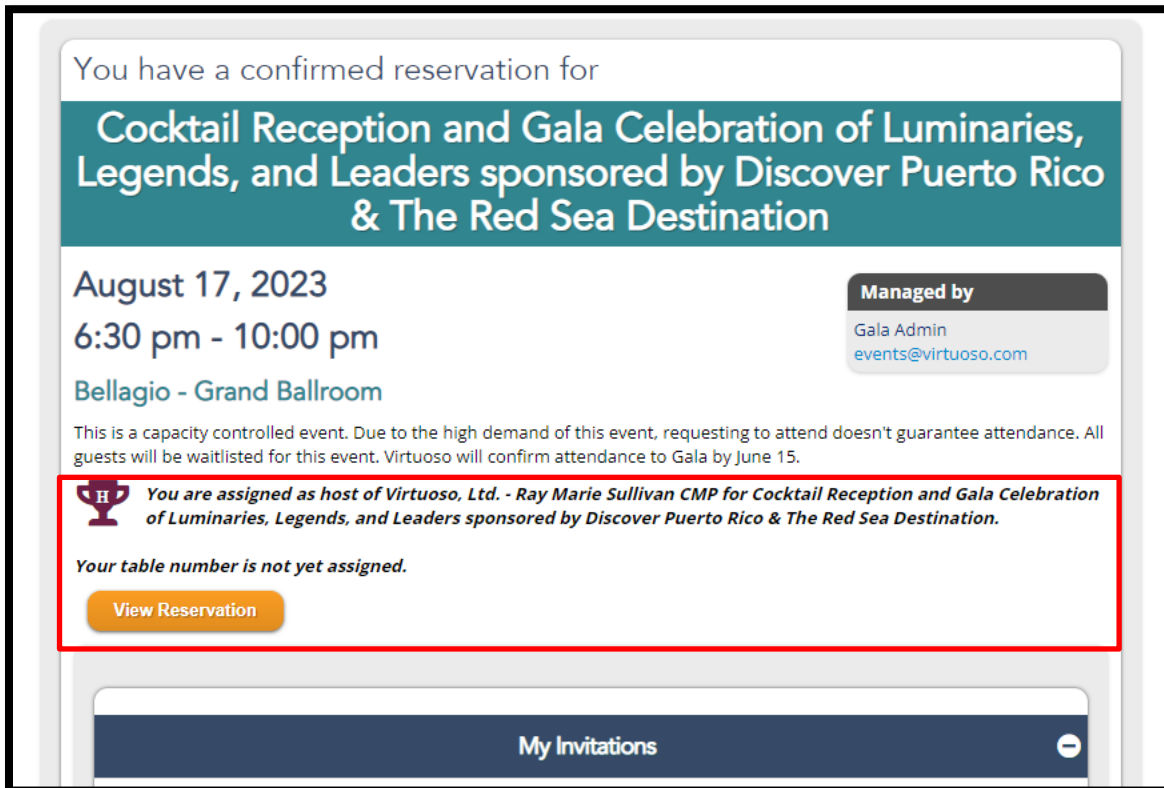 You have a confirmed reservation for
Cocktail Reception and Gala Celebration of Luminaries,
Legends, and Leaders sponsored by Discover Puerto Rico
& The Red Sea Destination
August 17, 2023
6:30 pm - 10:00 pm
Bellagio - Grand Ballroom
Managed by
Gala Admin
events@virtuoso.com
This is a capacity controlled event. Due to the high demand of this event, requesting to attend doesn't guarantee attendance. All
guests will be waitlisted for this event. Virtuoso will confirm attendance to Gala by June 15.
H
You are assigned as host of Virtuoso, Ltd. - Ray Marie Sullivan CMP for Cocktail Reception and Gala Celebration
of Luminaries, Legends, and Leaders sponsored by Discover Puerto Rico & The Red Sea Destination.
Your table number is not yet assigned.
View Reservation
My Invitations